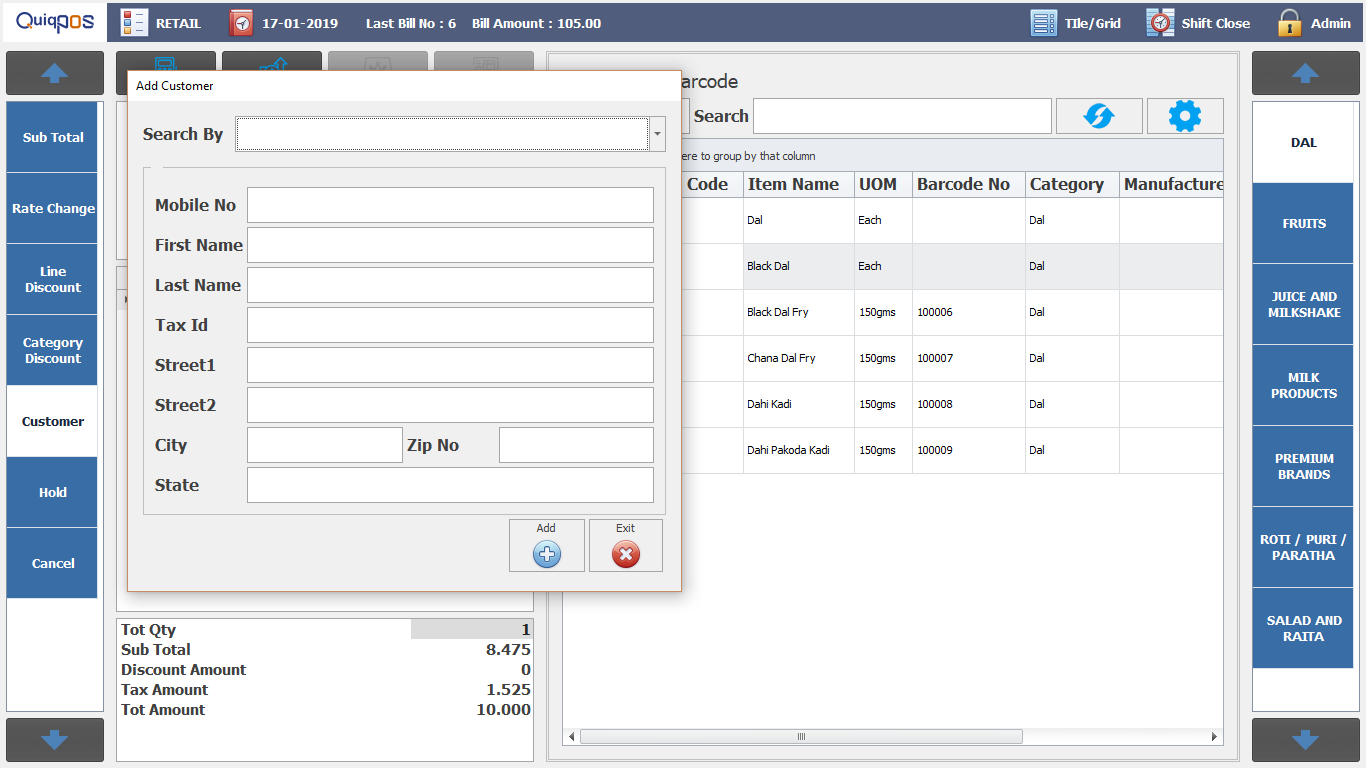 QuiqPOS
RETAIL
17-01-2019
Last Bill No : 6
Bill Amount : 105.00
TIle/Grid
Shift Close
Admin
Sub Total
Rate Change
Line
Discount
Category
Discount
Customer
Hold
Cancel
Add Customer
Search By
Mobile No
First Name
Last Name
Tax Id
Street1
Street2
City
Zip No
State
Add
Exit
Tot Qty 1
Sub Total 8.475
Discount Amount 0
Tax Amount 1.525
Tot Amount 10.000
arcode
Search
ere to group by that column
Code Item Name UOM Barcode No Category Manufacture
Dal Each Dal
Black Dal Each Dal
Black Dal Fry 150gms 100006 Dal
Chana Dal Fry 150gms 100007 Dal
Dahi Kadi 150gms 100008 Dal
Dahi Pakoda Kadi 150gms 100009 Dal
DAL
FRUITS
JUICE AND
MILKSHAKE
MILK
PRODUCTS
PREMIUM
BRANDS
ROTI / PURI /
PARATHA
SALAD AND
RAITA